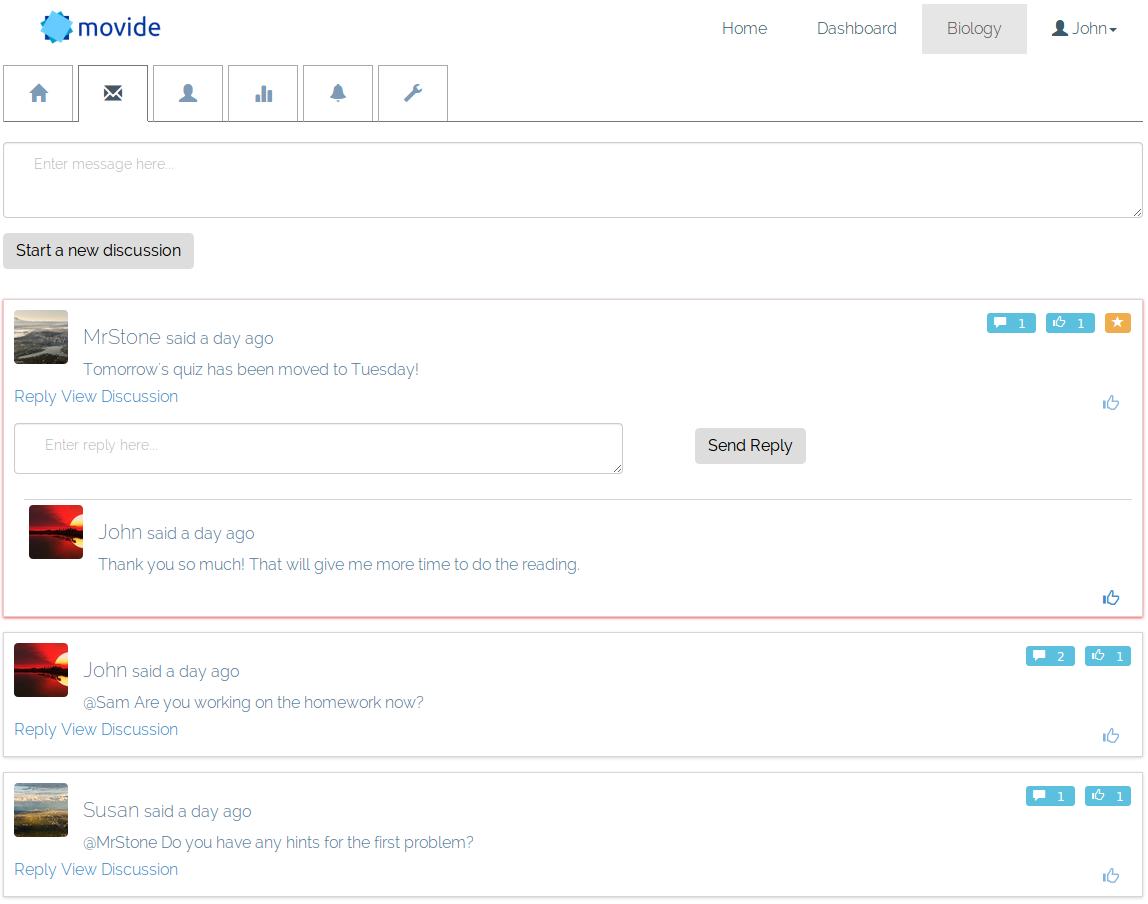 movide
Home Dashboard Biology John
Enter message here...
Start a new discussion
MrStone said a day ago
1 1
Tomorrow's quiz has been moved to Tuesday!
Reply View Discussion
Enter reply here...
Send Reply
John said a day ago
Thank you so much! That will give me more time to do the reading.
John said a day ago
2 1
@Sam Are you working on the homework now?
Reply View Discussion
Susan said a day ago
1 1
@MrStone Do you have any hints for the first problem?
Reply View Discussion